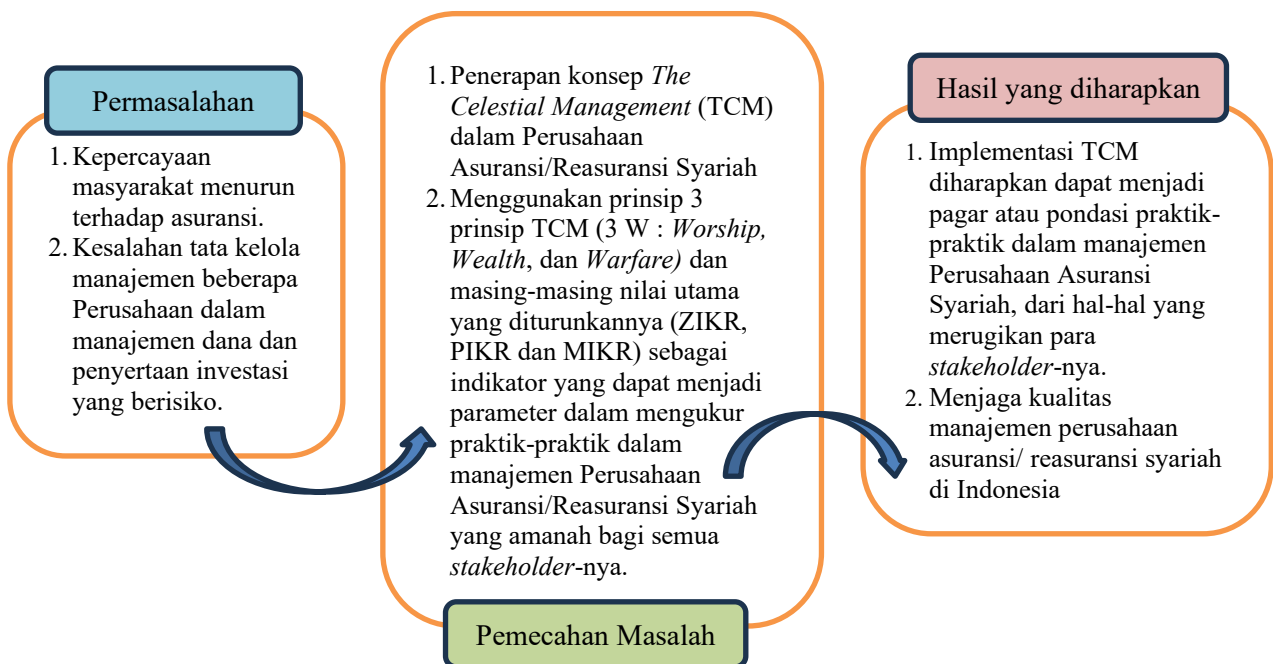 Permasalahan
1. Kepercayaan
masyarakat menurun
terhadap asuransi.
2. Kesalahan tata kelola
manajemen beberapa
Perusahaan dalam
manajemen dana dan
penyertaan investasi
yang berisiko.
1. Penerapan konsep The
Celestial Management (TCM)
dalam Perusahaan
Asuransi/Reasuransi Syariah
2. Menggunakan prinsip 3
prinsip TCM (3 W : Worship,
Wealth, dan Warfare) dan
masing-masing nilai utama
yang diturunkannya (ZIKR,
PIKR dan MIKR) sebagai
indikator yang dapat menjadi
parameter dalam mengukur
praktik-praktik dalam
manajemen Perusahaan
Asuransi/Reasuransi Syariah
yang amanah bagi semua
stakeholder-nya.
Pemecahan Masalah
Hasil yang diharapkan
1. Implementasi TCM
diharapkan dapat menjadi
pagar atau pondasi praktik-
praktik dalam manajemen
Perusahaan Asuransi
Syariah, dari hal-hal yang
merugikan para
stakeholder-nya.
2. Menjaga kualitas
manajemen perusahaan
asuransi/ reasuransi syariah
di Indonesia